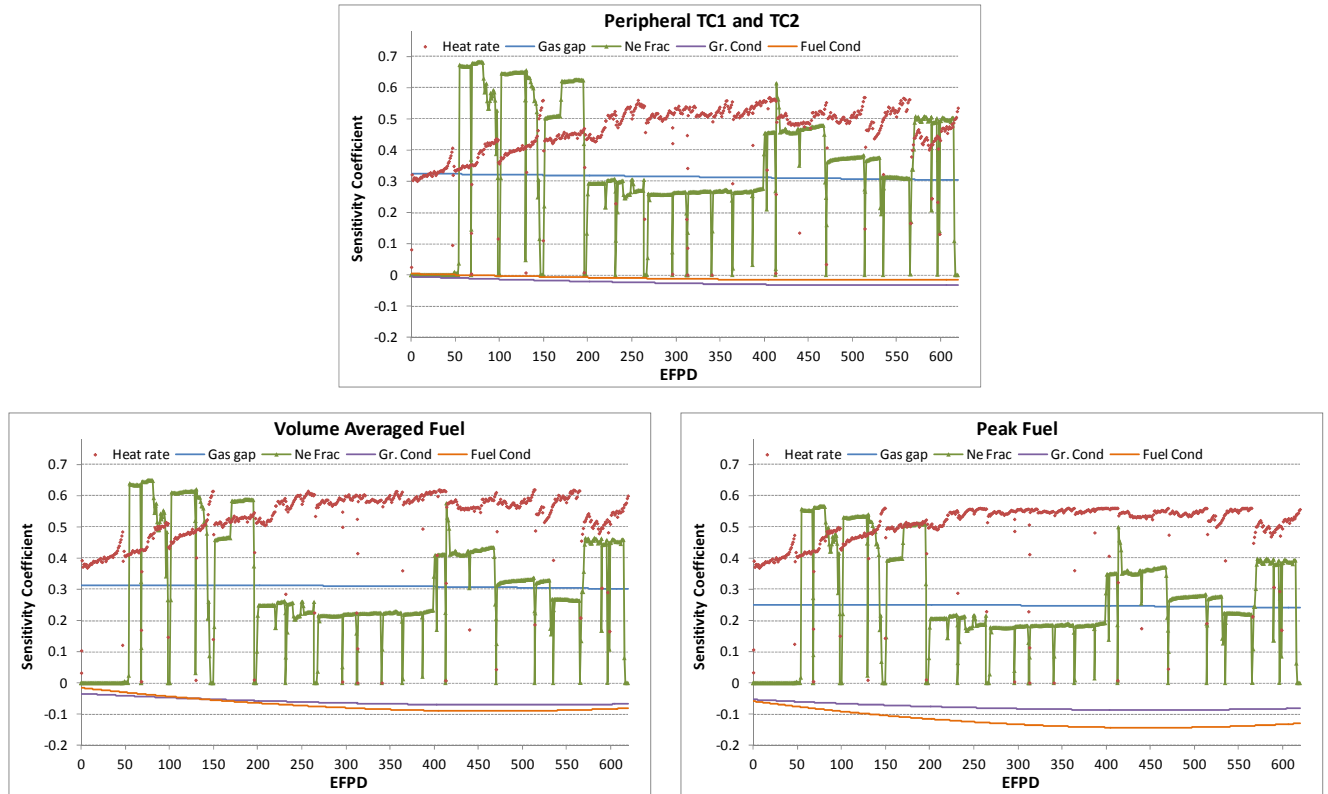 Peripheral TC1 and TC2
Heat rate Gas gap Ne Frac Gr. Cond Fuel Cond
Sensitivity Coefficient
0.7
0.6
0.5
0.4
0.3
0.2
0.1
0
-0.1
-0.2
0 50 100 150 200 250 300 350 400 450 500 550 600
EFPD
Volume Averaged Fuel
Heat rate Gas gap Ne Frac Gr. Cond Fuel Cond
Sensitivity Coefficient
0.7
0.6
0.5
0.4
0.3
0.2
0.1
0
-0.1
-0.2
0 50 100 150 200 250 300 350 400 450 500 550 600
EFPD
Peak Fuel
Heat rate Gas gap Ne Frac Gr. Cond Fuel Cond
Sensitivity Coefficient
0.7
0.6
0.5
0.4
0.3
0.2
0.1
0
-0.1
-0.2
0 50 100 150 200 250 300 350 400 450 500 550 600
EFPD